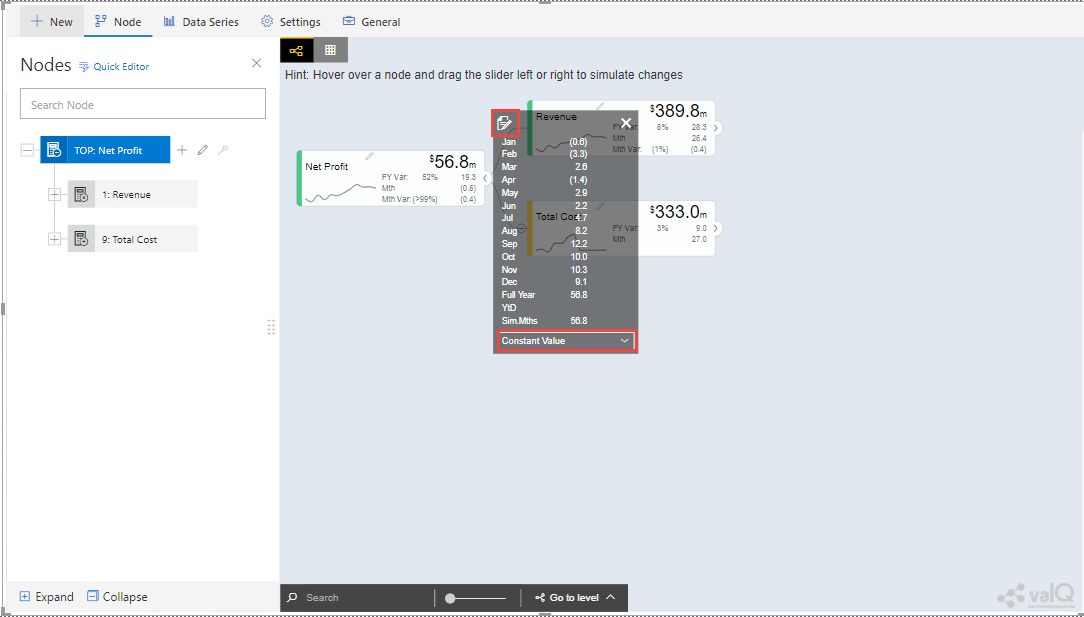 New Node Data Series Settings General
Nodes Quick Editor
Search Node
TOP: Net Profit
1: Revenue
9: Total Cost
Expand Collapse
Hint: Hover over a node and drag the slider left or right to simulate changes
Net Profit $56.8m
FY Var: 52% 19.3
Mth (0.6)
Mth Var: (>99%) (0.4)
Revenue $389.8m
FY Var: 8% 28.3
Mth 26.4
Mth Var: (1%) (0.4)
Total Cost $333.0m
FY Var: 3% 9.0
Mth 27.0
Jan (0.6)
Feb (3.3)
Mar 2.6
Apr (1.4)
May 2.9
Jun 2.2
Jul 4.7
Aug 8.2
Sep 12.2
Oct 10.0
Nov 10.3
Dec 9.1
Full Year 56.8
YtD
Sim.Mths 56.8
Constant Value
Search Go to level
valQ